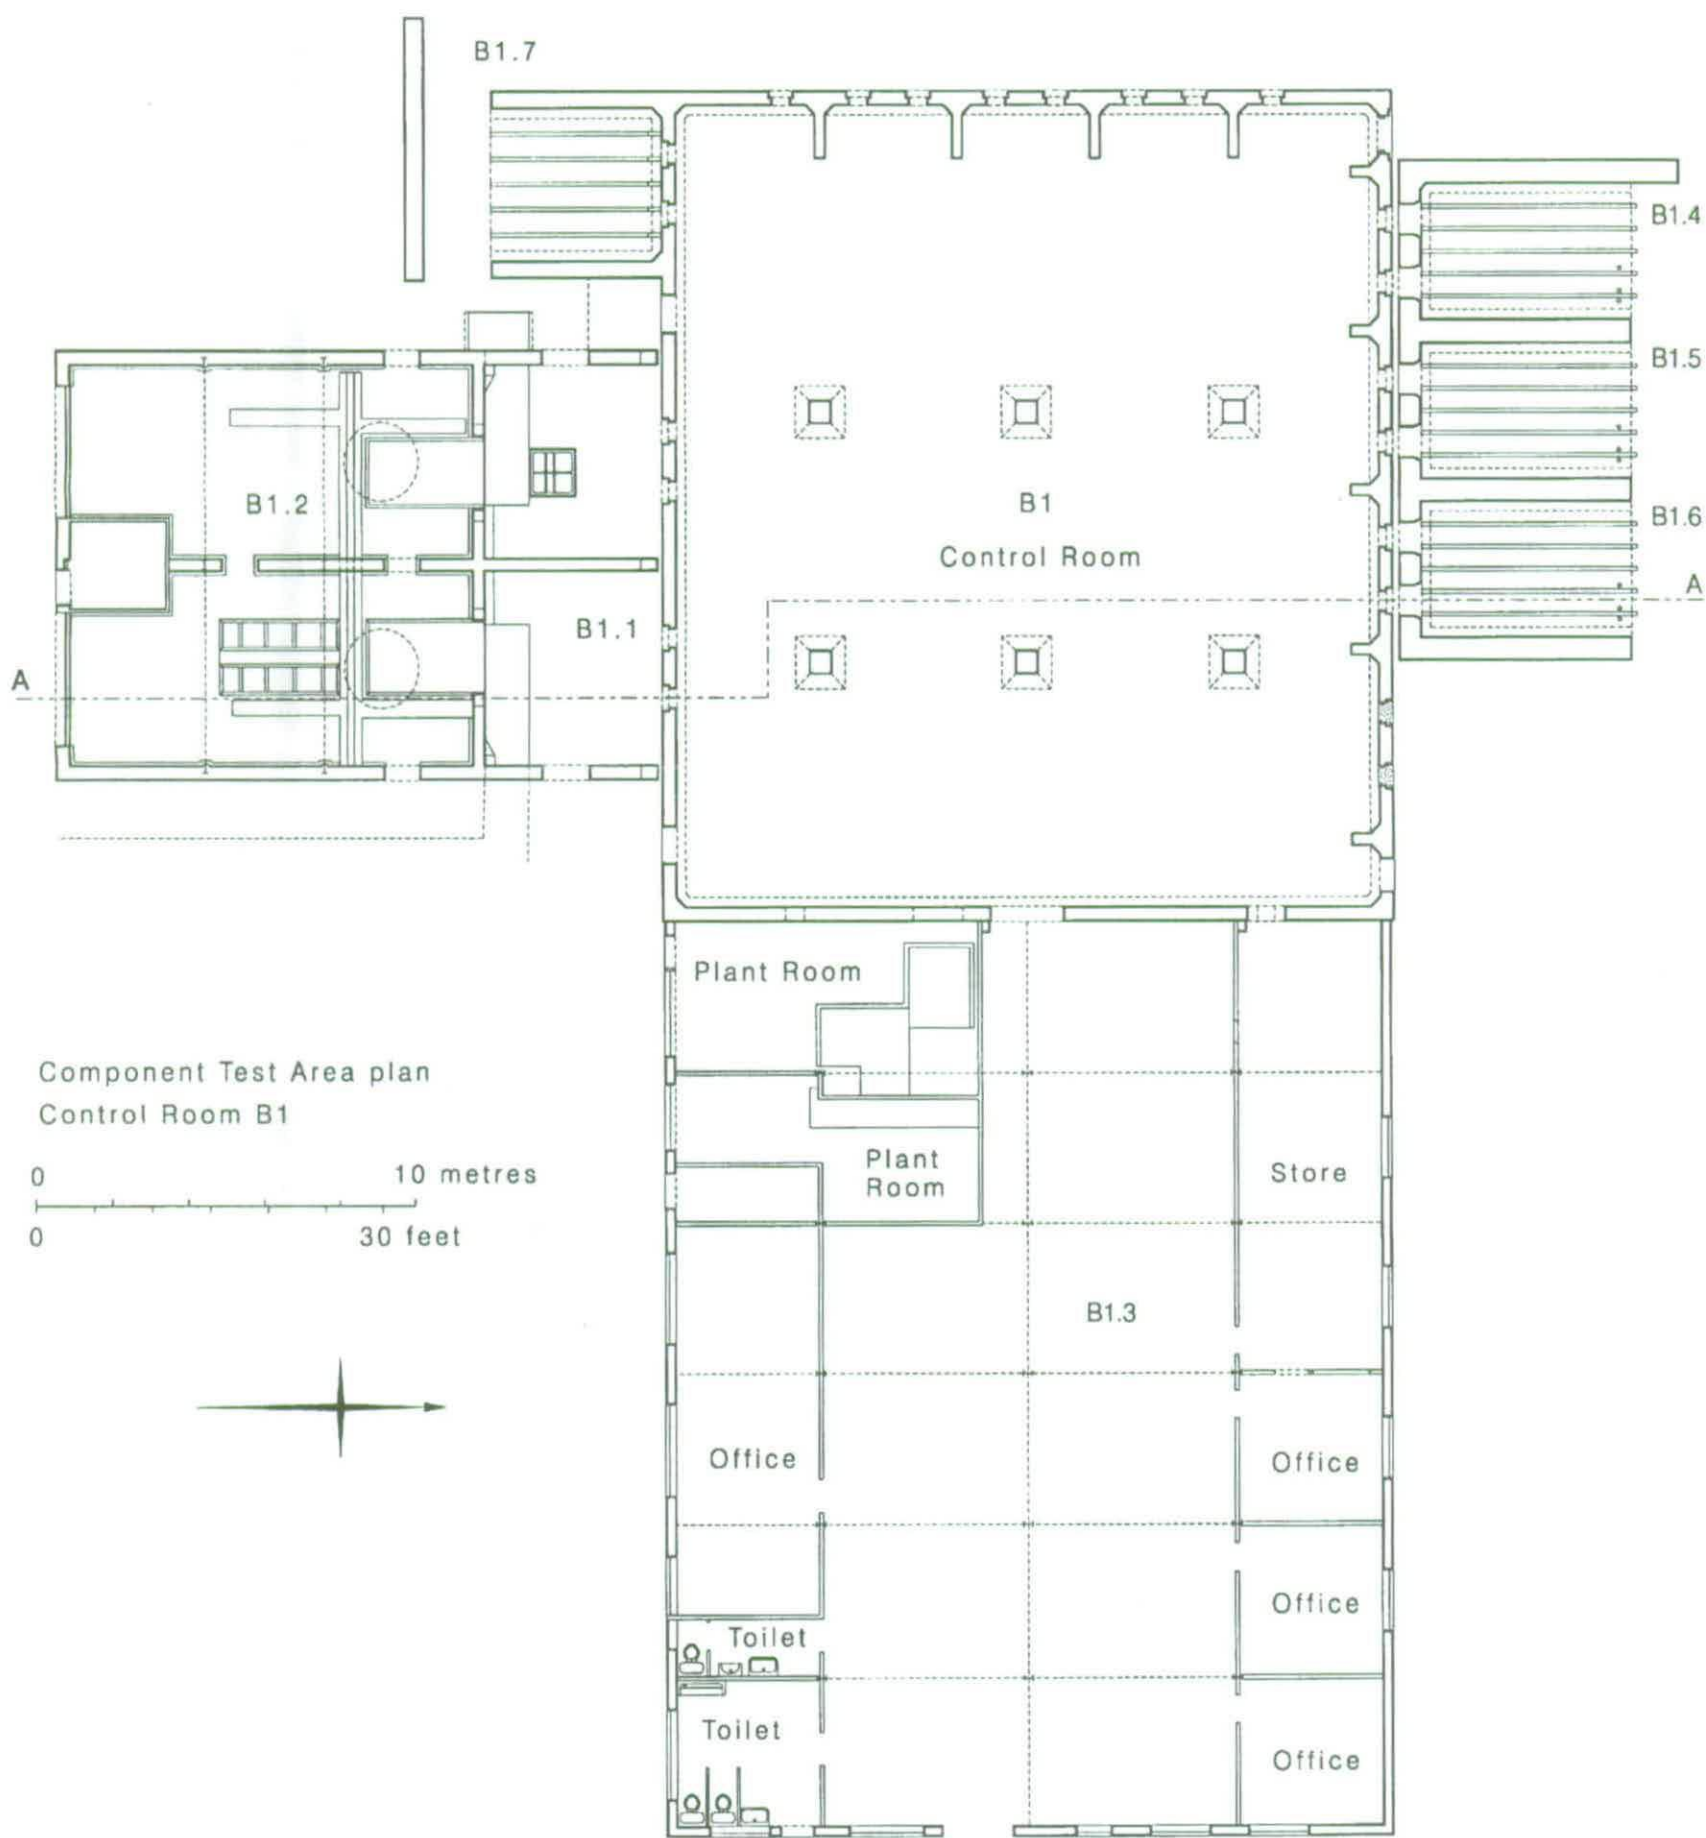 B1.7
B1.4
B1.5
B1.2
B1
B1.6
Control Room
A
B1.1
A
Plant Room
Component Test Area plan
Control Room B1
0 10 metres
0 30 feet
Plant
Room
Store
B1.3
Office
Office
Office
Toilet
Toilet
Office